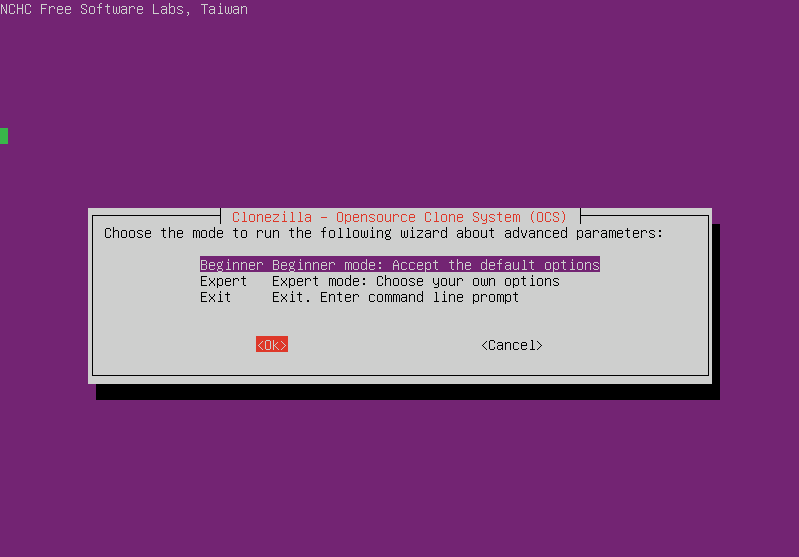 NCHC Free Software Labs, Taiwan
Clonezilla - Opensource Clone System (OCS)
Choose the mode to run the following wizard about advanced parameters:
Beginner Beginner mode: Accept the default options
Expert Expert mode: Choose your own options
Exit Exit. Enter command line prompt
<Ok> <Cancel>